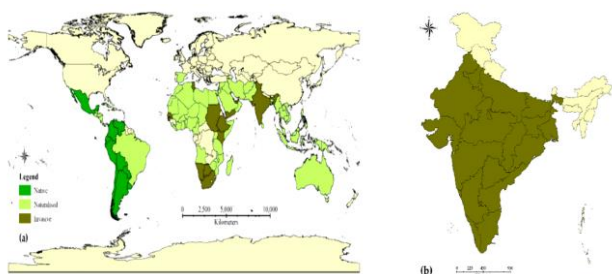 Legend
Native
Naturalised
Invasive
(a)
0 2,500 5,000 10,000
Kilometers
(b)